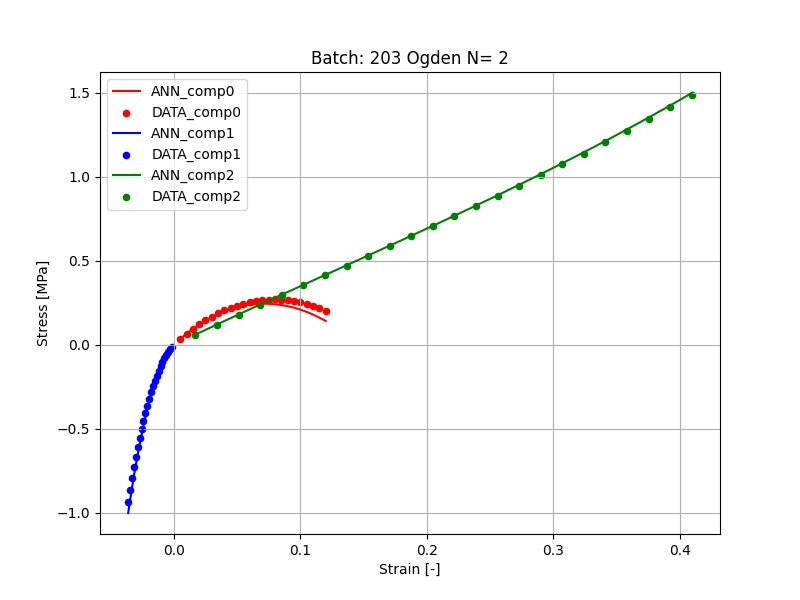 Batch: 203 Ogden N= 2
ANN_comp0
DATA_comp0
ANN_comp1
DATA_comp1
ANN_comp2
DATA_comp2
1.5
1.0
0.5
0.0
−0.5
−1.0
Stress [MPa]
0.0 0.1 0.2 0.3 0.4
Strain [-]